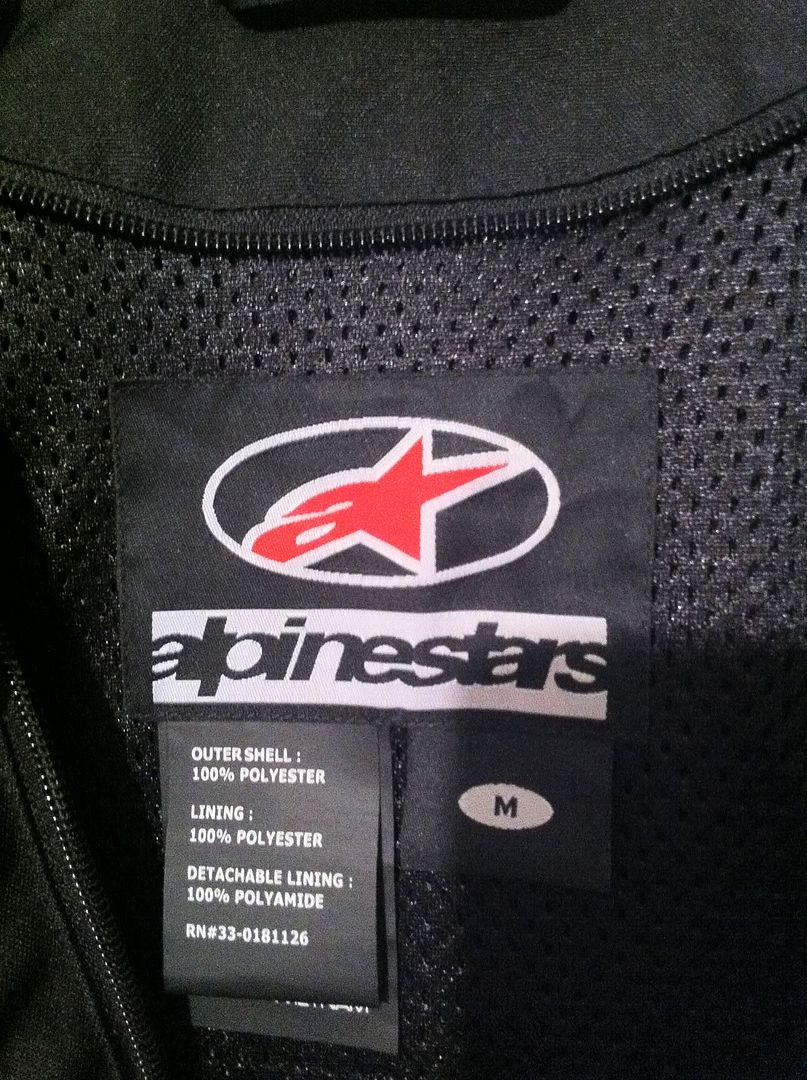 alpinestars
OUTER SHELL :
100% POLYESTER
LINING :
100% POLYESTER
DETACHABLE LINING :
100% POLYAMIDE
RN#33-0181126
M